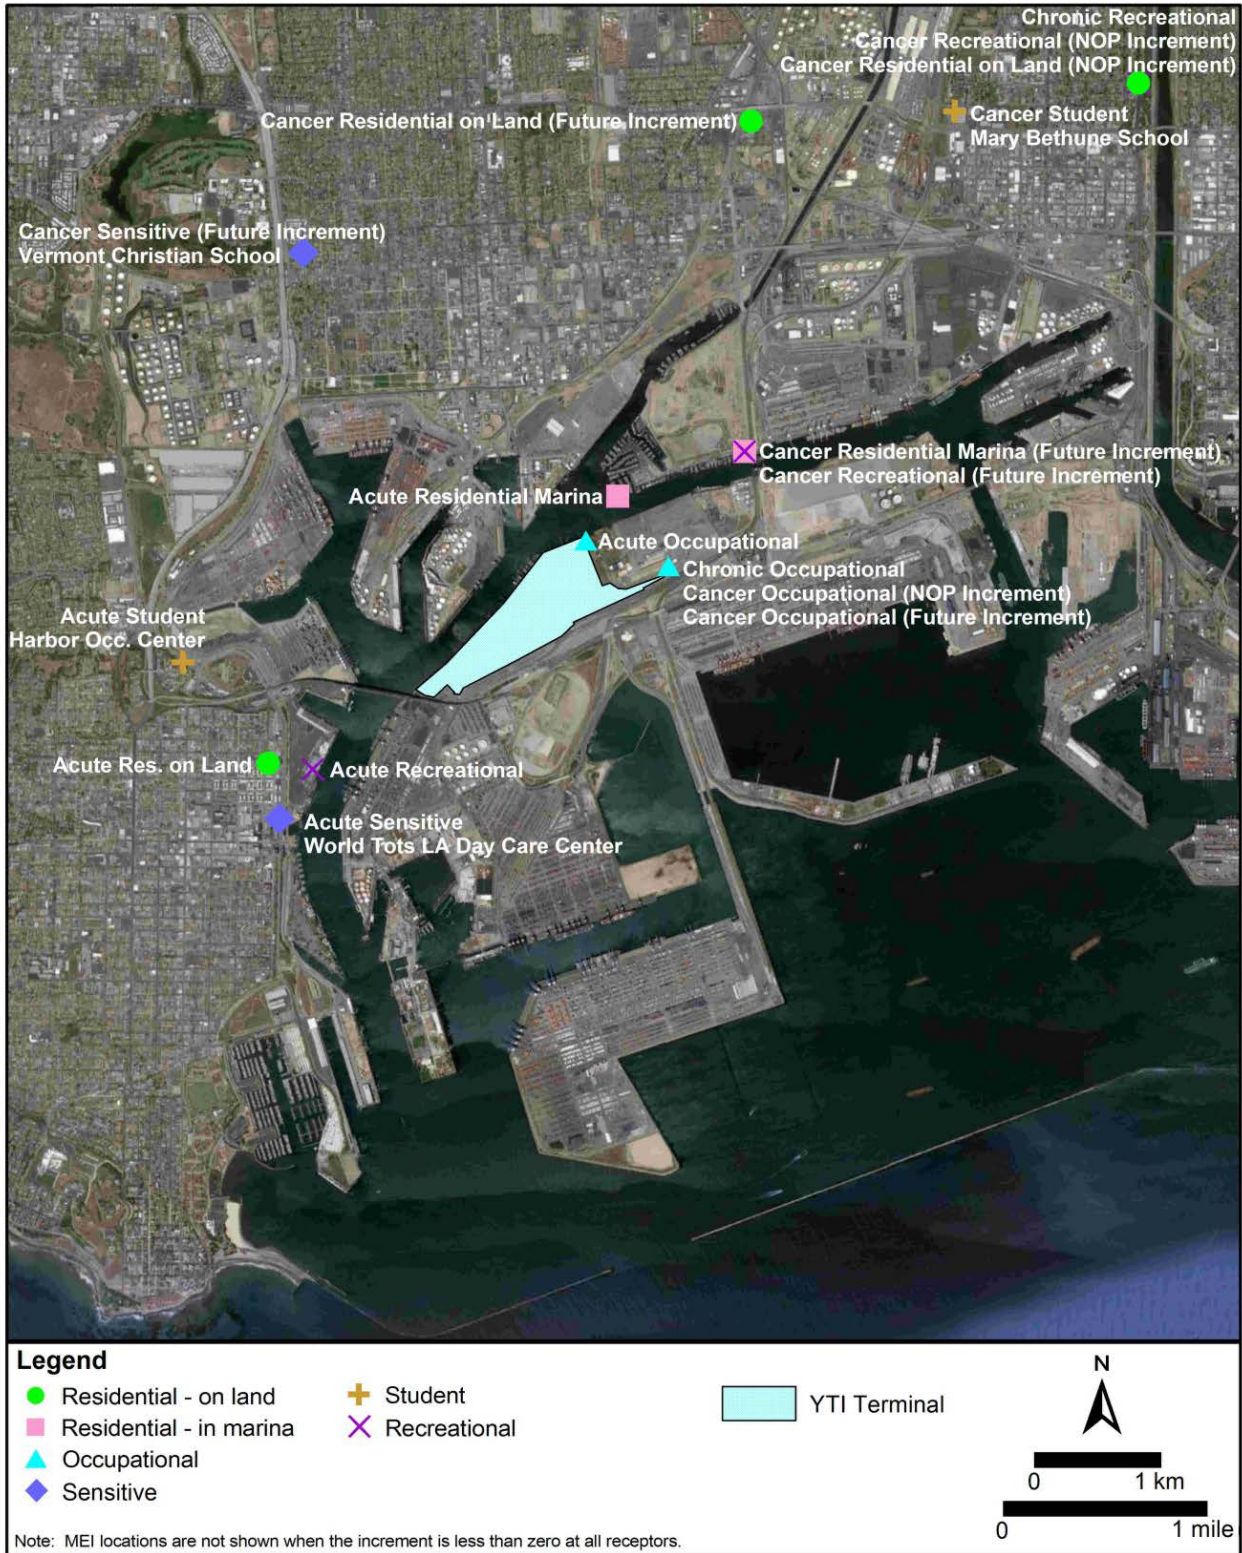 Chronic Recreational
Cancer Recreational (NOP Increment)
Cancer Residential on Land (NOP Increment)
Cancer Residential on Land (Future Increment)
Cancer Student
Mary Bethune School
Cancer Sensitive (Future Increment)
Vermont Christian School
Cancer Residential Marina (Future Increment)
Cancer Recreational (Future Increment)
Acute Residential Marina
Acute Occupational
Chronic Occupational
Cancer Occupational (NOP Increment)
Cancer Occupational (Future Increment)
Acute Student
Harbor Occ. Center
Acute Res. on Land
Acute Recreational
Acute Sensitive
World Tots LA Day Care Center
Legend
Residential - on land
Residential - in marina
Occupational
Sensitive
Student
Recreational
YTI Terminal
N
0 1 km
0 1 mile
Note: MEI locations are not shown when the increment is less than zero at all receptors.